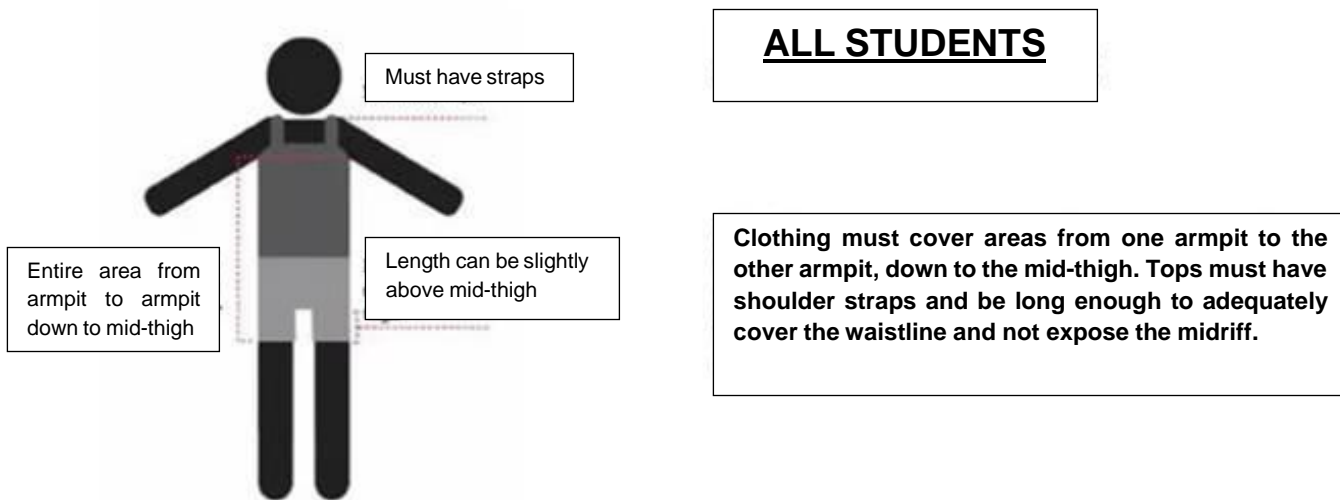 ALL STUDENTS
Must have straps
Entire area from
armpit to armpit
down to mid-thigh
Length can be slightly
above mid-thigh
Clothing must cover areas from one armpit to the
other armpit, down to the mid-thigh. Tops must have
shoulder straps and be long enough to adequately
cover the waistline and not expose the midriff.